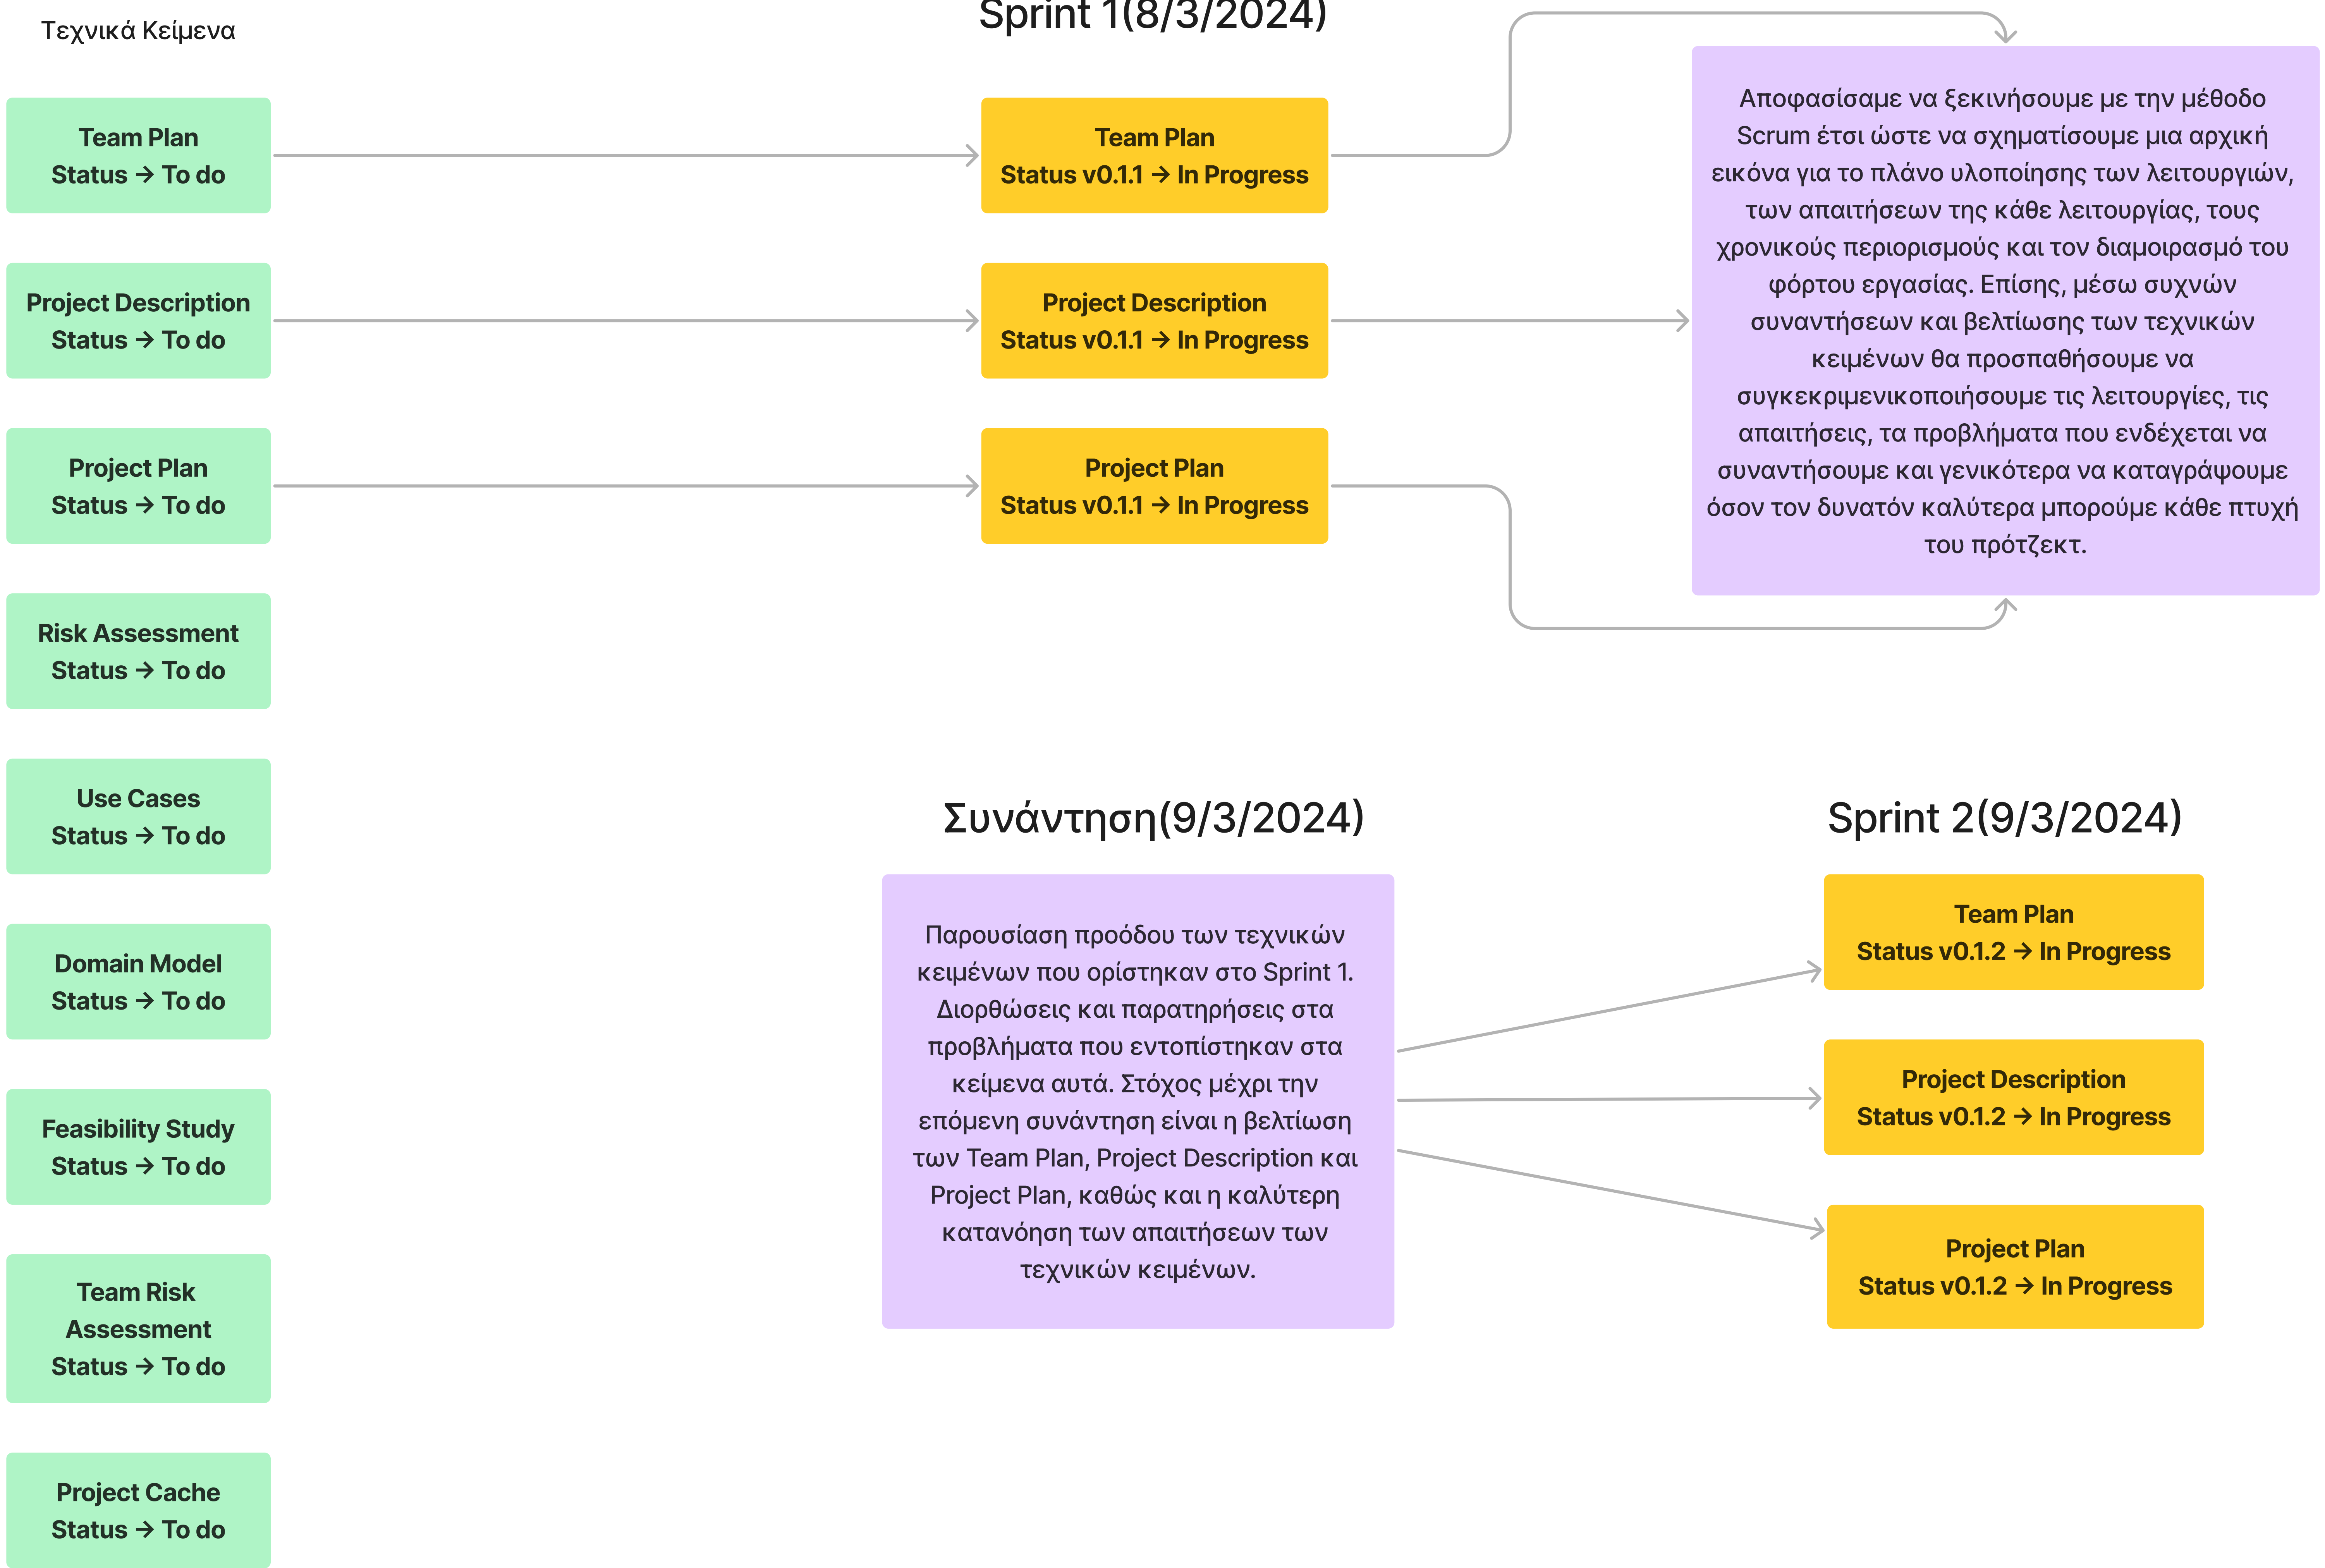 Τεχνικά Κείμενα
Team Plan
Status → To do
Project Description
Status → To do
Project Plan
Status → To do
Risk Assessment
Status → To do
Use Cases
Status → To do
Domain Model
Status → To do
Feasibility Study
Status → To do
Team Risk
Assessment
Status → To do
Project Cache
Status → To do
Sprint 1(8/3/2024)
Team Plan
Status v0.1.1 → In Progress
Project Description
Status v0.1.1 → In Progress
Project Plan
Status v0.1.1 → In Progress
Αποφασίσαμε να ξεκινήσουμε με την μέθοδο
Scrum έτσι ώστε να σχηματίσουμε μια αρχική
εικόνα για το πλάνο υλοποίησης των λειτουργιών,
των απαιτήσεων της κάθε λειτουργίας, τους
χρονικούς περιορισμούς και τον διαμοιρασμό του
φόρτου εργασίας. Επίσης, μέσω συχνών
συναντήσεων και βελτίωσης των τεχνικών
κειμένων θα προσπαθήσουμε να
συγκεκριμενικοποιήσουμε τις λειτουργίες, τις
απαιτήσεις, τα προβλήματα που ενδέχεται να
συναντήσουμε και γενικότερα να καταγράψουμε
όσον τον δυνατόν καλύτερα μπορούμε κάθε πτυχή
του πρότζεκτ.
Συνάντηση(9/3/2024)
Παρουσίαση προόδου των τεχνικών
κειμένων που ορίστηκαν στο Sprint 1.
Διορθώσεις και παρατηρήσεις στα
προβλήματα που εντοπίστηκαν στα
κείμενα αυτά. Στόχος μέχρι την
επόμενη συνάντηση είναι η βελτίωση
των Team Plan, Project Description και
Project Plan, καθώς και η καλύτερη
κατανόηση των απαιτήσεων των
τεχνικών κειμένων.
Sprint 2(9/3/2024)
Team Plan
Status v0.1.2 → In Progress
Project Description
Status v0.1.2 → In Progress
Project Plan
Status v0.1.2 → In Progress